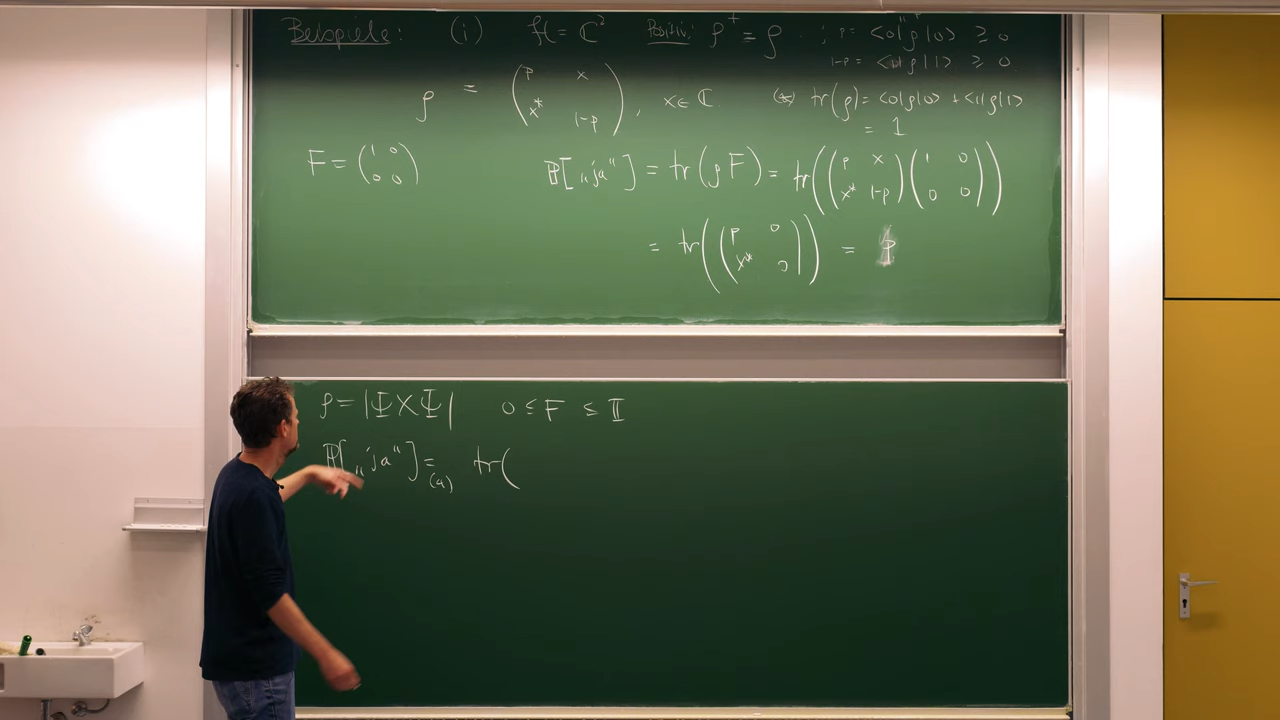 Beispiele: (i) ℋ = ℂ² Positiv: ρ⁺ = ρ . ; p = <0|ρ|0> ≥ 0
1-p = <1|ρ|1> ≥ 0
ρ = (p x; x* 1-p), x ∈ ℂ. (*) tr(ρ) = <0|ρ|0> + <1|ρ|1>
= 1
F = (1 0; 0 0) ℙ[„ja"] = tr(ρF) = tr((p x; x* 1-p)(1 0; 0 0))
= tr((p 0; x* 0)) = p
ρ = |Ψ><Ψ| 0 ≤ F ≤ 𝕀
ℙ[„ja"] = (a) tr(